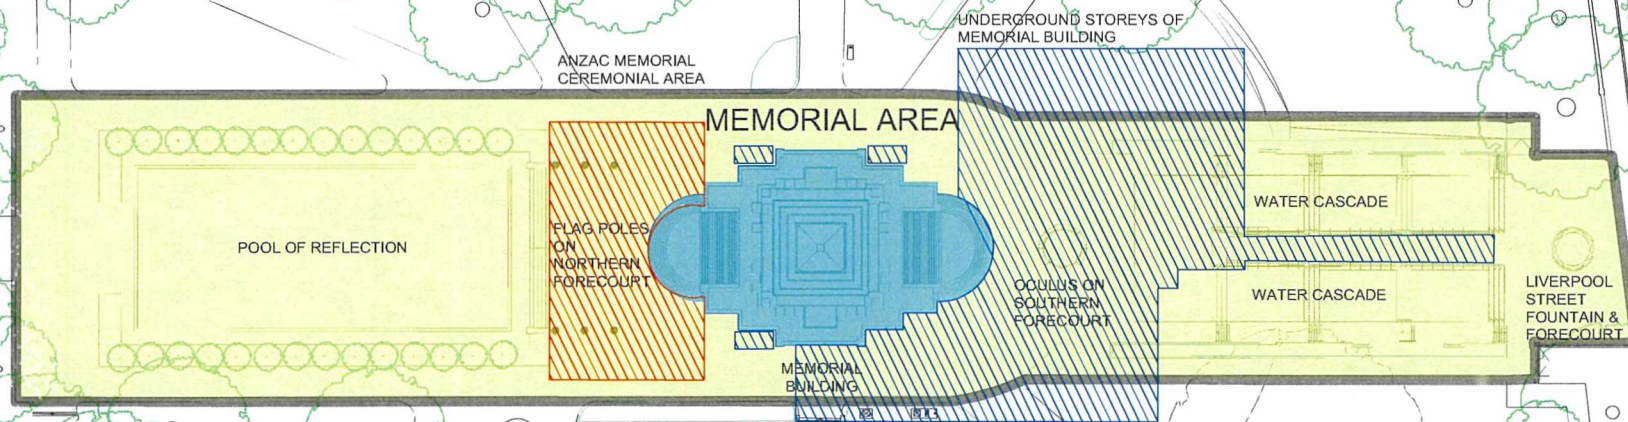 UNDERGROUND STOREYS OF
MEMORIAL BUILDING
ANZAC MEMORIAL
CEREMONIAL AREA
MEMORIAL AREA
POOL OF REFLECTION
FLAG POLES
ON
NORTHERN
FORECOURT
WATER CASCADE
OCULUS ON
SOUTHERN
FORECOURT
WATER CASCADE
LIVERPOOL
STREET
FOUNTAIN &
FORECOURT
MEMORIAL
BUILDING